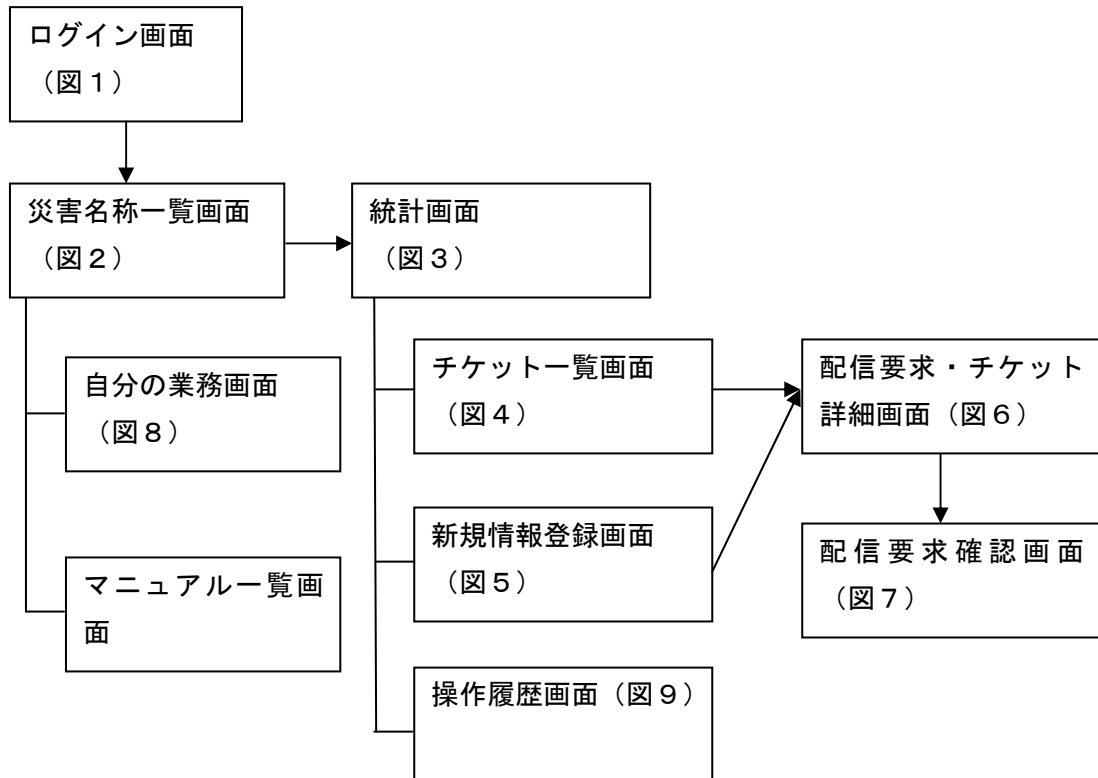 ログイン画面
（図１）
災害名称一覧画面
（図２）
統計画面
（図３）
自分の業務画面
（図８）
マニュアル一覧画
面
チケット一覧画面
（図４）
新規情報登録画面
（図５）
操作履歴画面（図９）
配信要求・チケット
詳細画面（図６）
配信要求確認画面
（図７）